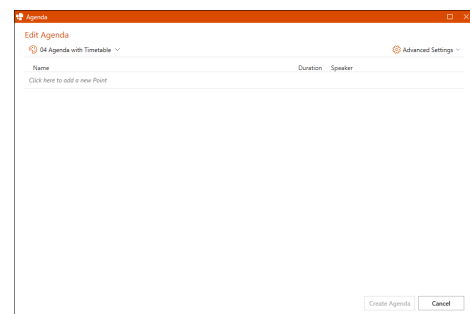 Agenda
Edit Agenda
04 Agenda with Timetable
Advanced Settings
Name Duration Speaker
Click here to add a new Point
Create Agenda Cancel